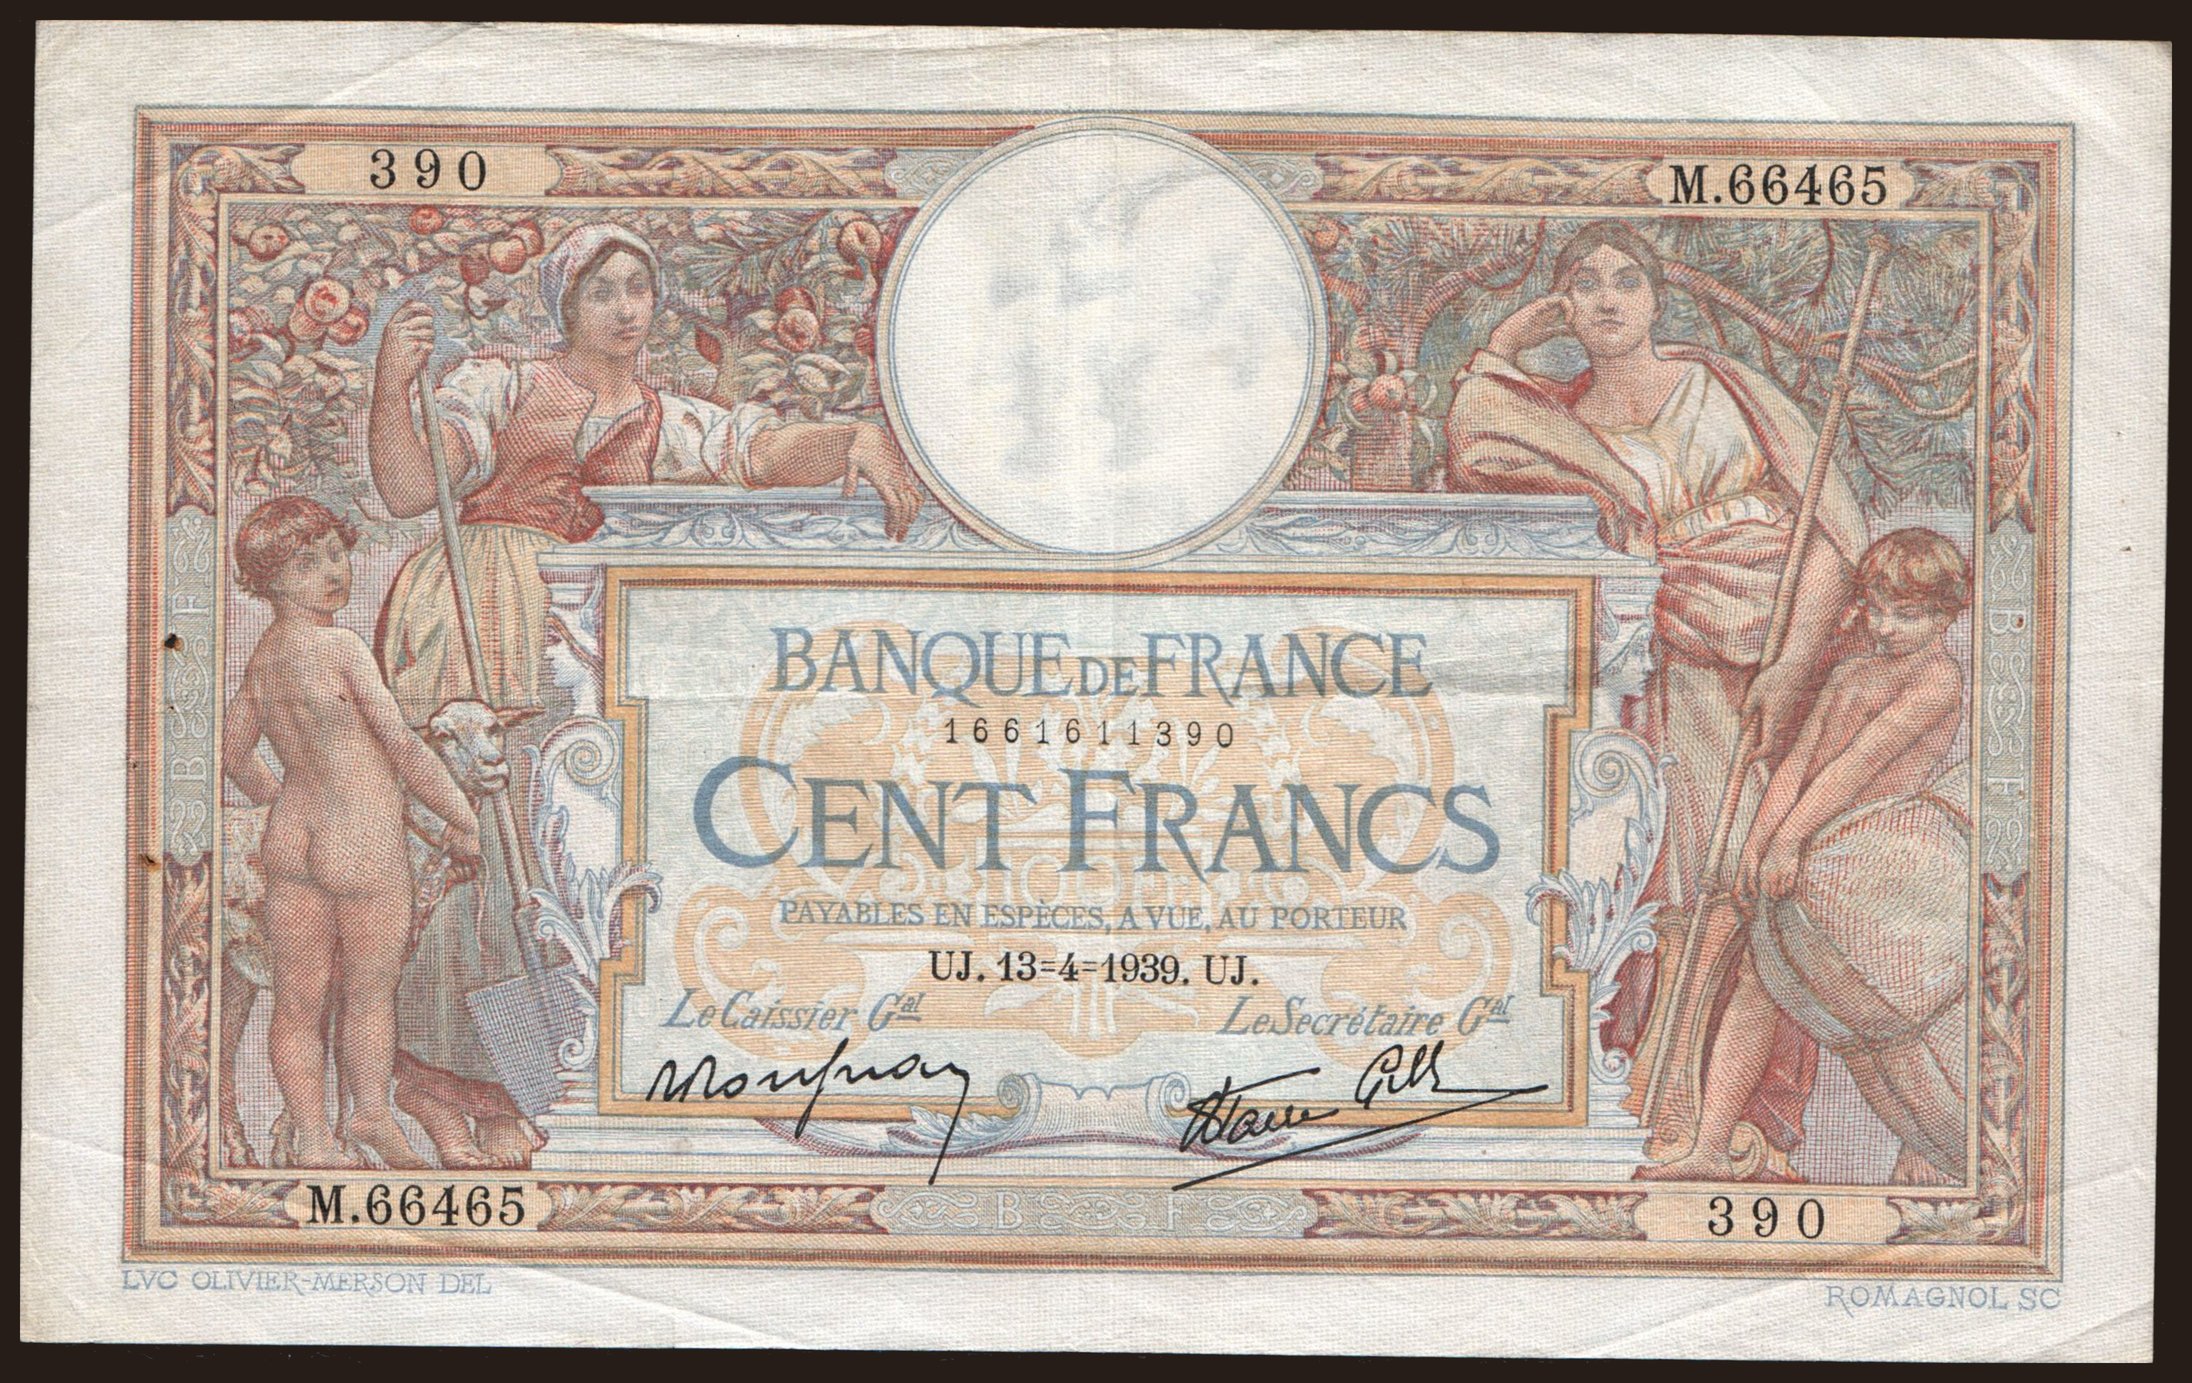 390
M.66465
BANQUE DE FRANCE
1661611390
CENT FRANCS
PAYABLES EN ESPÈCES, A VUE, AU PORTEUR
UJ. 13=4=1939. UJ.
Le Caissier Gal
Le Secrétaire Gal
B F
B F
M.66465
B F
390
LVC OLIVIER-MERSON DEL
ROMAGNOL SC